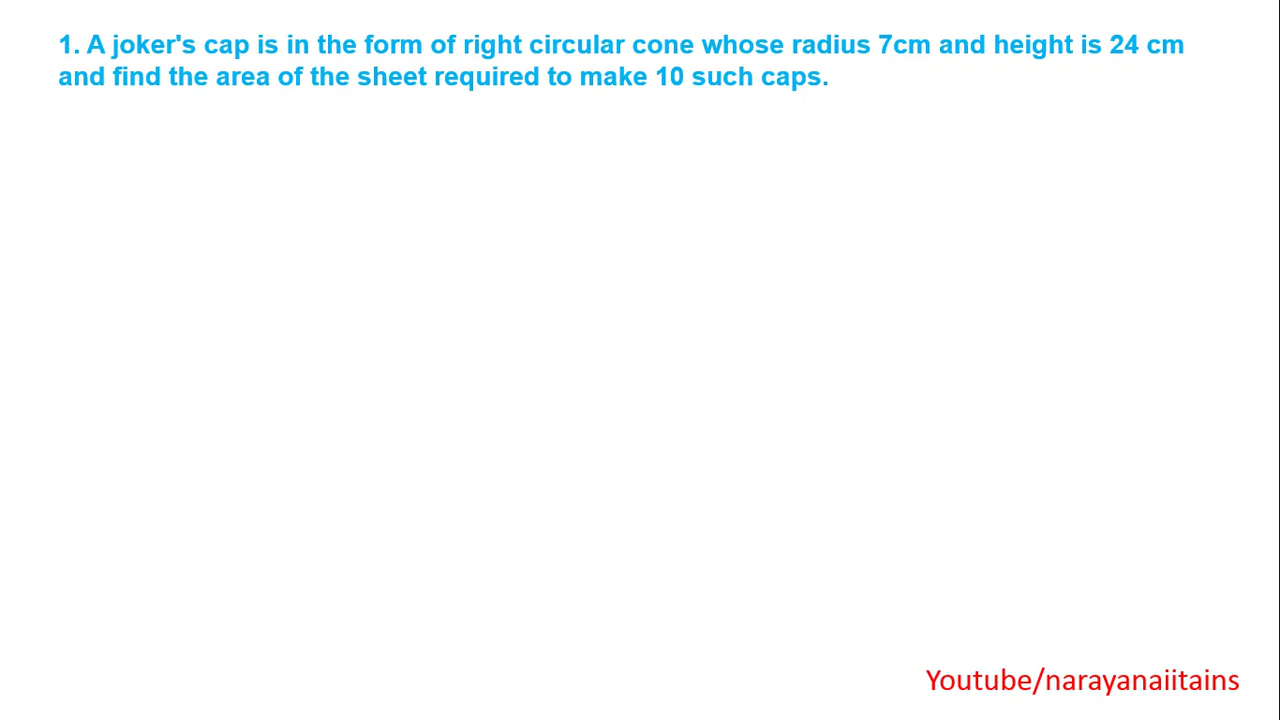 1. A joker's cap is in the form of right circular cone whose radius 7cm and height is 24 cm
and find the area of the sheet required to make 10 such caps.
Youtube/narayanaiitains